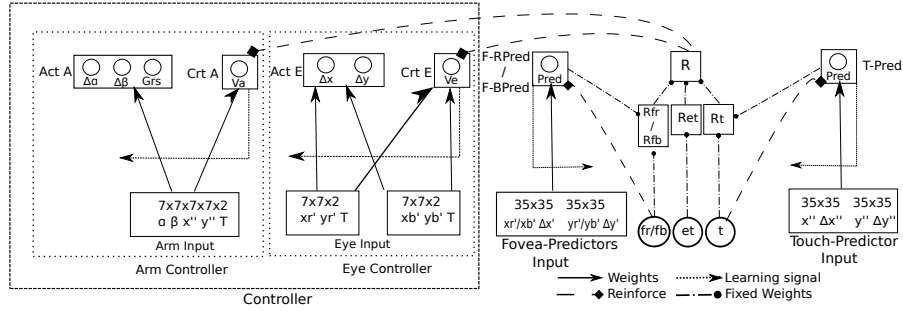 Act A
Δα Δβ Grs
Crt A
Va
Act E
Δx Δy
Crt E
Ve
F-RPred
/
F-BPred
Pred
R
Pred
T-Pred
Rfr
/
Rfb
Ret
Rt
7x7x7x7x2
α β x'' y'' T
Arm Input
7x7x2
xr' yr' T
7x7x2
xb' yb' T
Eye Input
35x35 35x35
xr'/xb' Δx' yr'/yb' Δy'
Fovea-Predictors
Input
fr/fb
et
t
35x35 35x35
x'' Δx'' y'' Δy''
Touch-Predictor
Input
Arm Controller
Eye Controller
Controller
Weights
Learning signal
Reinforce
Fixed Weights